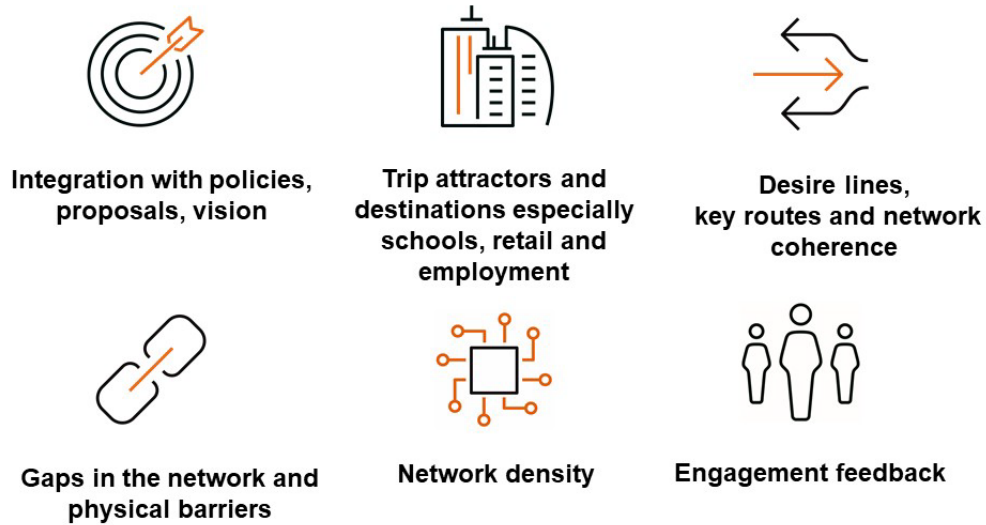 Integration with policies,
proposals, vision
Trip attractors and
destinations especially
schools, retail and
employment
Desire lines,
key routes and network
coherence
Gaps in the network and
physical barriers
Network density
Engagement feedback